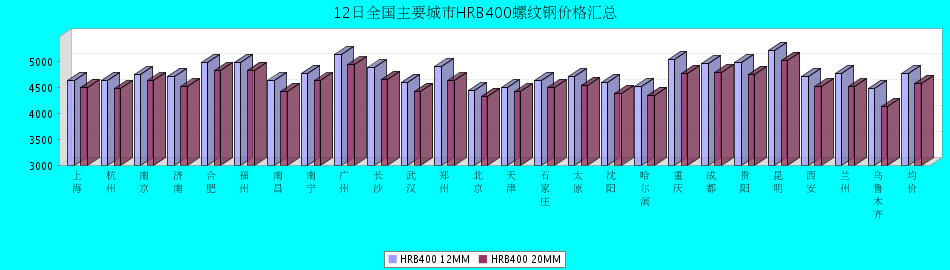 12日全国主要城市HRB400螺纹钢价格汇总
5000
4500
4000
3500
3000
上海 杭州 南京 济南 合肥 福州 南昌 南宁 广州 长沙 武汉 郑州 北京 天津 石家庄 太原 沈阳 哈尔滨 重庆 成都 贵阳 昆明 西安 兰州 乌鲁木齐 均价
HRB400 12MM HRB400 20MM